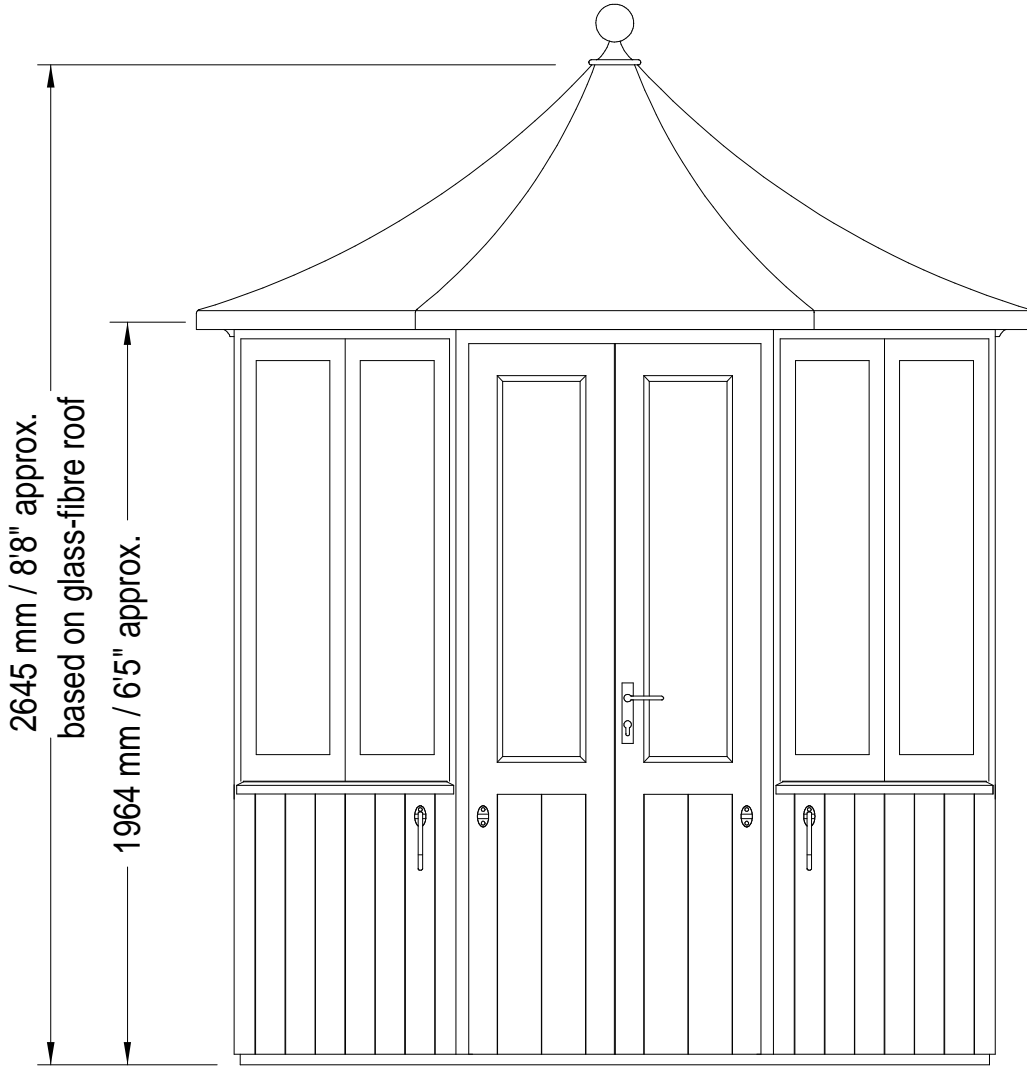 2645 mm / 8'8" approx.
based on glass-fibre roof
1964 mm / 6'5" approx.